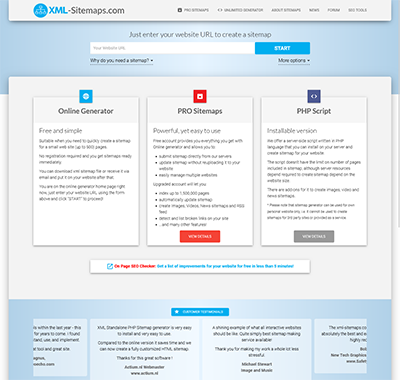 XML-Sitemaps.com
PRO SITEMAPS
UNLIMITED GENERATOR
ABOUT SITEMAPS
NEWS
FORUM
SEO TOOLS
Just enter your website URL to create a sitemap
Your Website URL
START
Why do you need a sitemap?
More options
Online Generator
Free and simple
Suitable when you need to quickly create a sitemap
for a small web site (up to 500 pages).
No registration required and you get sitemaps ready
immediately.
You can download xml sitemap file or receive it via
email and put it on your website after that.
You are on the online generator home page right
now, just enter your website URL using the form
above and click 'START' to proceed!
PRO Sitemaps
Powerful, yet easy to use
Free account provides you everything you get with
Online generator and allows you to:
submit sitemap directly from our servers
update sitemap without reuploading it to your
website
easily manage multiple websites
Upgraded account will let you:
index up to 1,500,000 pages
automatically update sitemap
create images, videos, news sitemaps and RSS
feed
detect and list broken links on your site
...and many other features!
VIEW DETAILS
PHP Script
Installable version
We offer a server-side script written in PHP
language that you can install on your server and
create sitemap for your website.
The script doesn't have the limit on number of pages
included in sitemap, although server resources
(depend required) to create sitemap depend on the
website size.
There are add-ons for it to create images, video and
news sitemaps.
* Please note that sitemap generator can be used for own
personal website only, i.e. it cannot be used to create
sitemaps for 3rd party sites or provided as a service.
VIEW DETAILS
On Page SEO Checker: Get a list of improvements for your website for free in less than 5 minutes!
CUSTOMER TESTIMONIALS
tions within the last year - this
for years to come. I found
stand, use, and implement.
t tool and site.
ognos,
XML Standalone PHP Sitemap generator is very easy
to install and very easy to use.
Compared to the online version it saves time and we
can now create a fully customized HTML sitemap.
Thanks for this great software !
Actium.nl Webmaster
www.actium.nl
A shining example of what all interactive websites
should be like. Quite simply best sitemap making
service available!
Thank you for making my work a whole lot less
stressful.
Michael Stewart
Image and Music
The xml-sitemaps.co
absolutely the best and ea
New Tech Graphics
www.Safet